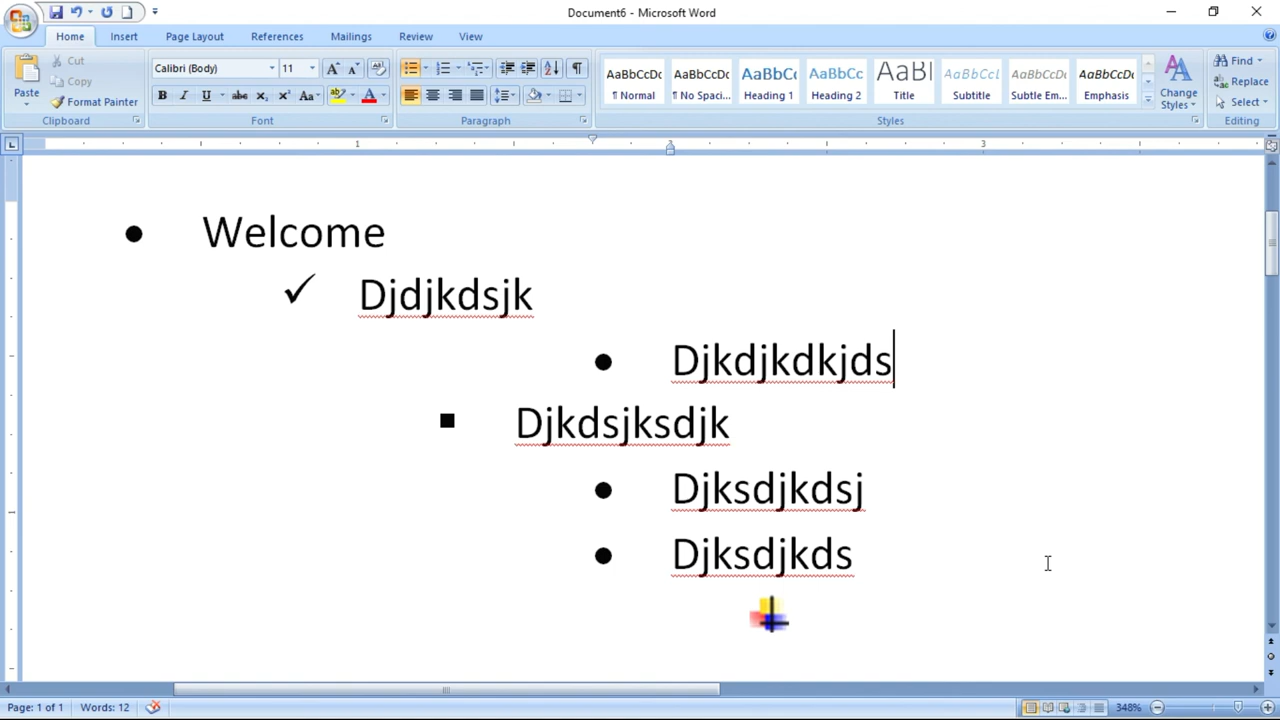 Document6 - Microsoft Word
Home Insert Page Layout References Mailings Review View
Paste
Cut
Copy
Format Painter
Clipboard
Calibri (Body) 11
Font
Paragraph
AaBbCcDc AaBbCcDc AaBbC AaBbCc AaB AaBbCcl AaBbCcDc AaBbCcDc
¶ Normal ¶ No Spaci... Heading 1 Heading 2 Title Subtitle Subtle Em... Emphasis
Change Styles
Styles
Find
Replace
Select
Editing
1 3
• Welcome
✓ Djdjkdsjk
• Djkdjkdkjds
▪ Djkdsjksdjk
• Djksdjkdsj
• Djksdjkds
Page: 1 of 1 Words: 12 348%